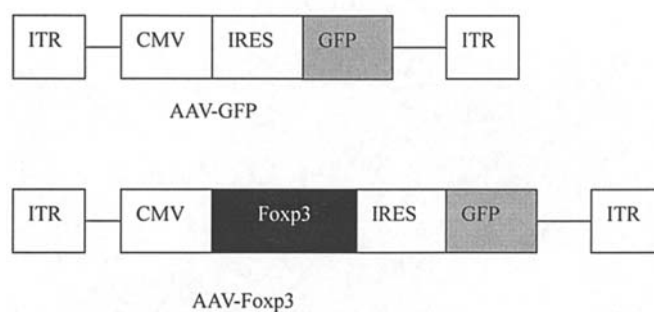 ITR CMV IRES GFP ITR
AAV-GFP
ITR CMV Foxp3 IRES GFP ITR
AAV-Foxp3